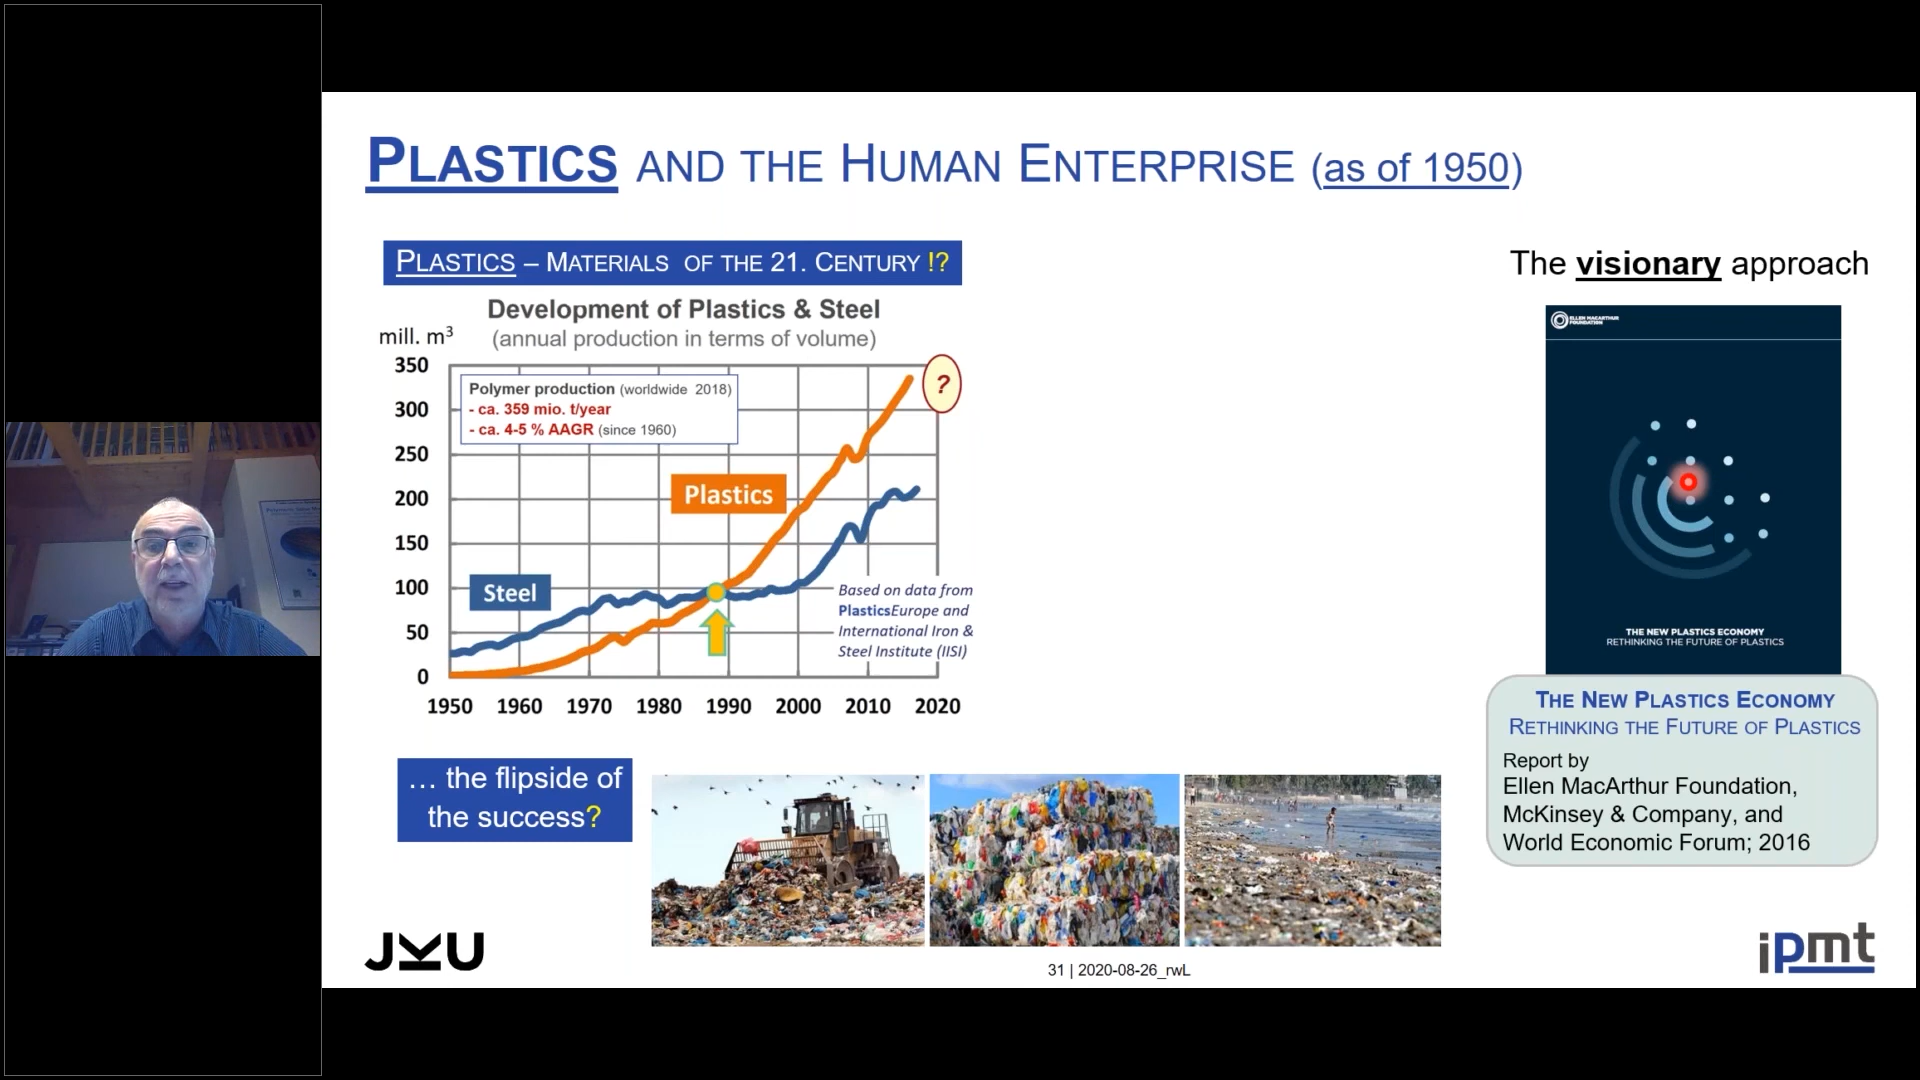 PLASTICS AND THE HUMAN ENTERPRISE (as of 1950)
PLASTICS – MATERIALS OF THE 21. CENTURY !?
Development of Plastics & Steel
(annual production in terms of volume)
mill. m³
350
300
250
200
150
100
50
0
Polymer production (worldwide 2018)
- ca. 359 mio. t/year
- ca. 4-5 % AAGR (since 1960)
?
Plastics
Steel
Based on data from
PlasticsEurope and
International Iron &
Steel Institute (IISI)
1950 1960 1970 1980 1990 2000 2010 2020
… the flipside of
the success?
The visionary approach
ELLEN MACARTHUR
FOUNDATION
THE NEW PLASTICS ECONOMY
RETHINKING THE FUTURE OF PLASTICS
THE NEW PLASTICS ECONOMY
RETHINKING THE FUTURE OF PLASTICS
Report by
Ellen MacArthur Foundation,
McKinsey & Company, and
World Economic Forum; 2016
JKU
31 | 2020-08-26_rwL
ipmt